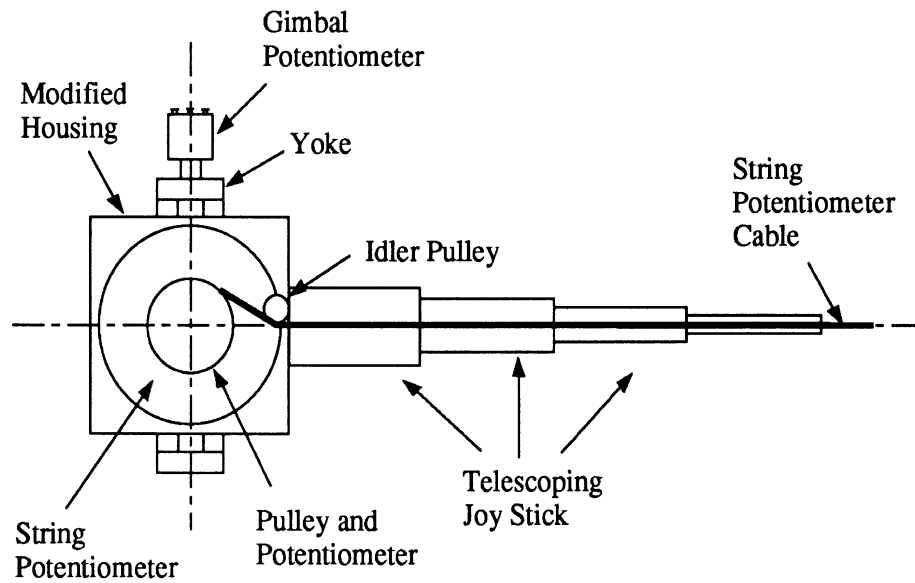 Gimbal
Potentiometer
Modified
Housing
Yoke
String
Potentiometer
Cable
Idler Pulley
Telescoping
Joy Stick
String
Potentiometer
Pulley and
Potentiometer